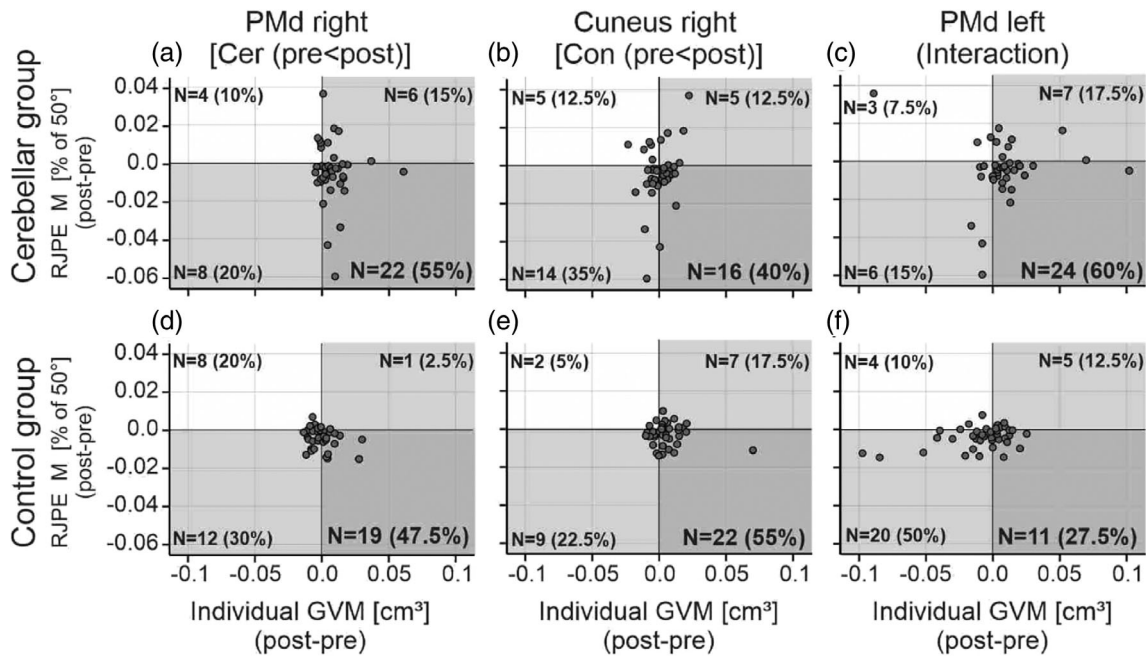 PMd right
[Cer (pre<post)]
Cuneus right
[Con (pre<post)]
PMd left
(Interaction)
Cerebellar group
RJPE M [% of 50°]
(post-pre)
(a)
0.04
0.02
0.0
-0.02
-0.04
-0.06
N=4 (10%)
N=6 (15%)
N=8 (20%)
N=22 (55%)
(b)
N=5 (12.5%)
N=5 (12.5%)
N=14 (35%)
N=16 (40%)
(c)
N=3 (7.5%)
N=7 (17.5%)
N=6 (15%)
N=24 (60%)
Control group
RJPE M [% of 50°]
(post-pre)
(d)
0.04
0.02
0.0
-0.02
-0.04
-0.06
N=8 (20%)
N=1 (2.5%)
N=12 (30%)
N=19 (47.5%)
-0.1
-0.05
0.0
0.05
0.1
Individual GVM [cm³]
(post-pre)
(e)
N=2 (5%)
N=7 (17.5%)
N=9 (22.5%)
N=22 (55%)
-0.1
-0.05
0.0
0.05
0.1
Individual GVM [cm³]
(post-pre)
(f)
N=4 (10%)
N=5 (12.5%)
N=20 (50%)
N=11 (27.5%)
-0.1
-0.05
0.0
0.05
0.1
Individual GVM [cm³]
(post-pre)